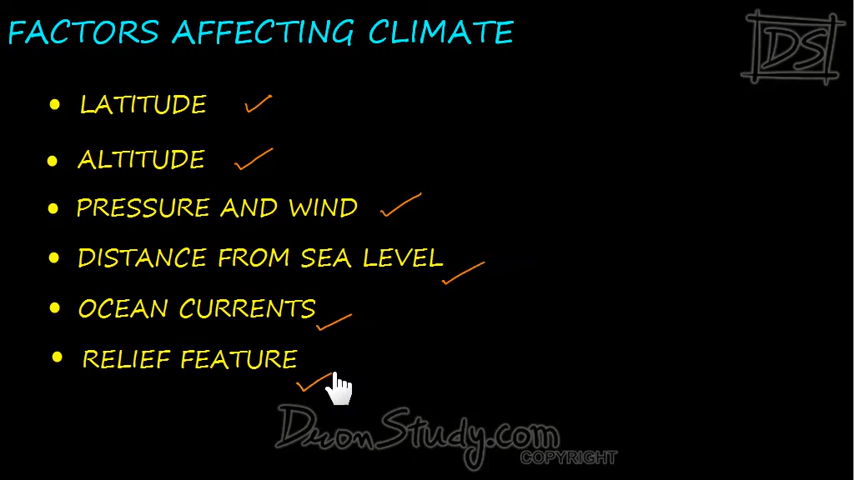 FACTORS AFFECTING CLIMATE
DS
• LATITUDE
• ALTITUDE
• PRESSURE AND WIND
• DISTANCE FROM SEA LEVEL
• OCEAN CURRENTS
• RELIEF FEATURE
DronStudy.com
COPYRIGHT